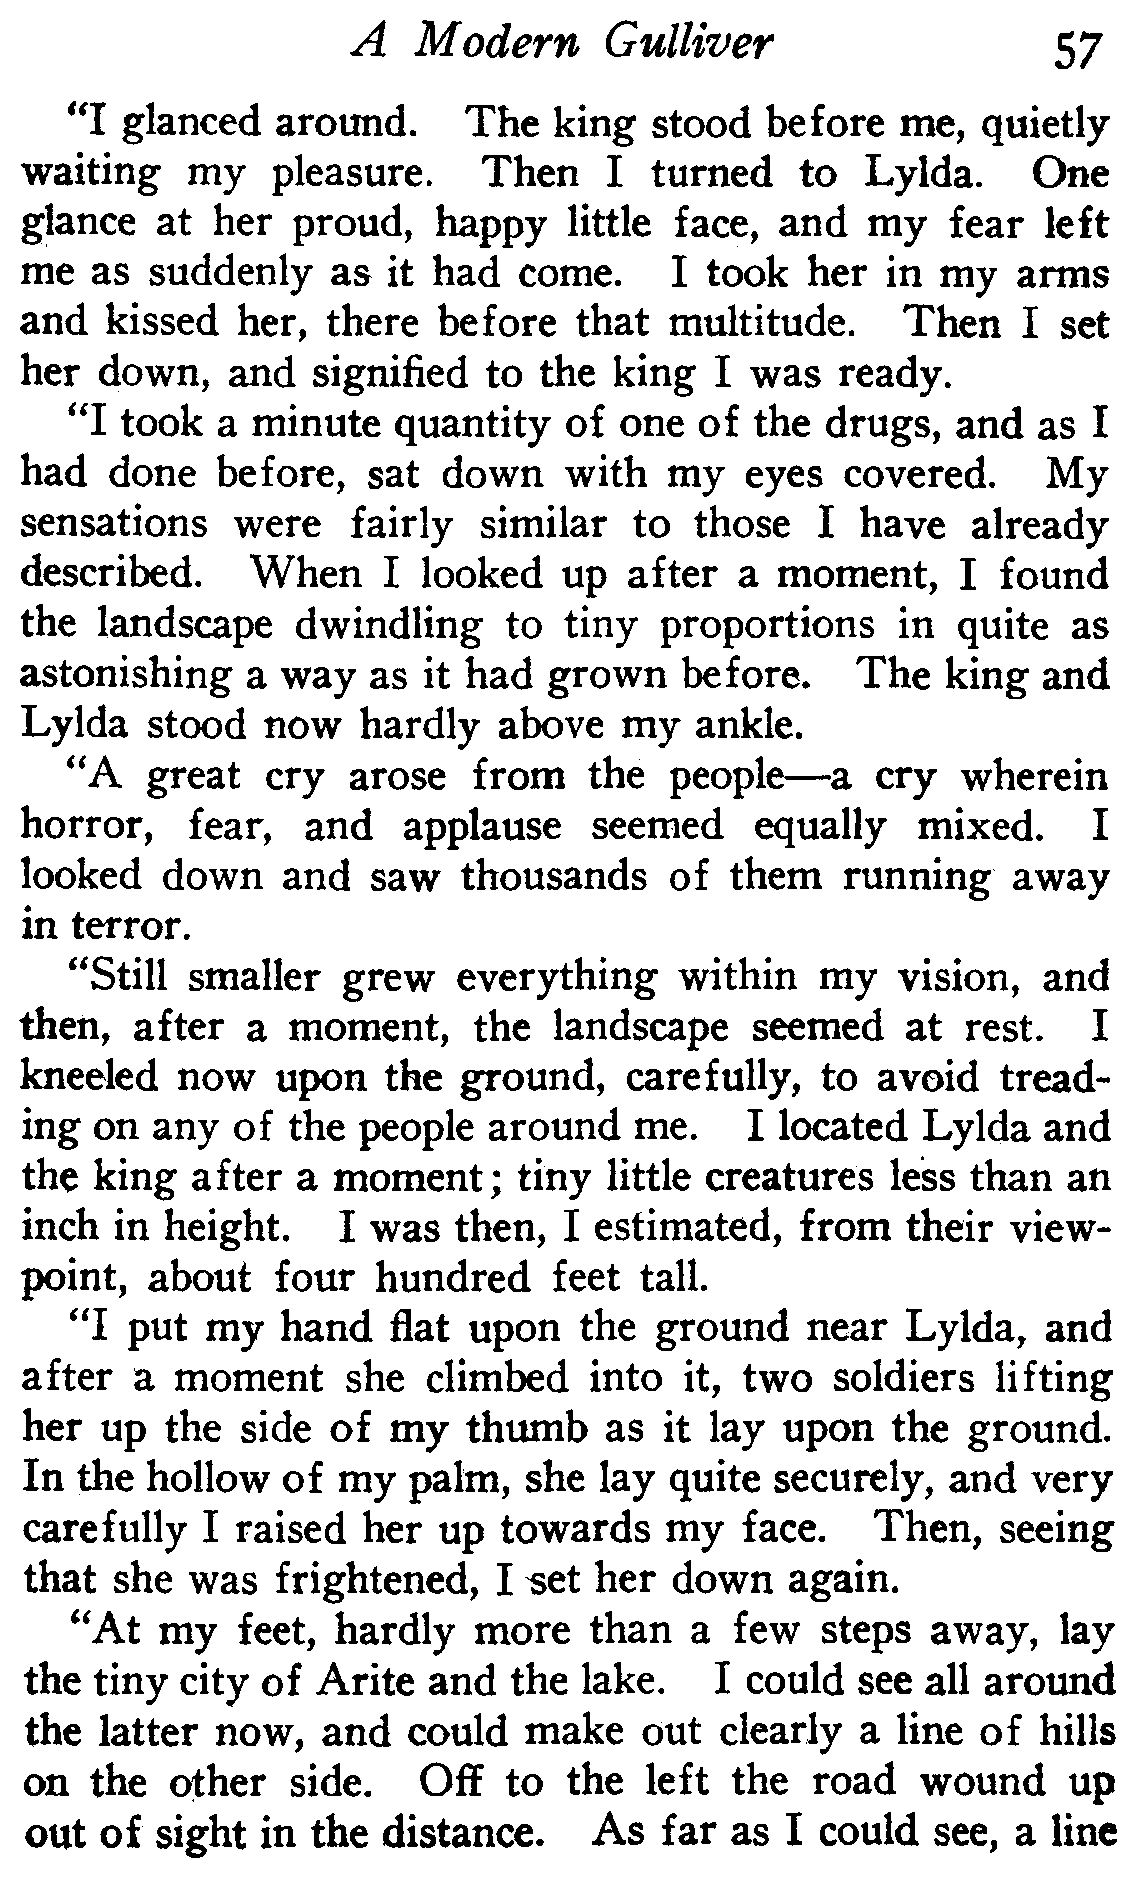 A Modern Gulliver 57
“I glanced around. The king stood before me, quietly
waiting my pleasure. Then I turned to Lylda. One
glance at her proud, happy little face, and my fear left
me as suddenly as it had come. I took her in my arms
and kissed her, there before that multitude. Then I set
her down, and signified to the king I was ready.
“I took a minute quantity of one of the drugs, and as I
had done before, sat down with my eyes covered. My
sensations were fairly similar to those I have already
described. When I looked up after a moment, I found
the landscape dwindling to tiny proportions in quite as
astonishing a way as it had grown before. The king and
Lylda stood now hardly above my ankle.
“A great cry arose from the people—a cry wherein
horror, fear, and applause seemed equally mixed. I
looked down and saw thousands of them running away
in terror.
“Still smaller grew everything within my vision, and
then, after a moment, the landscape seemed at rest. I
kneeled now upon the ground, carefully, to avoid tread-
ing on any of the people around me. I located Lylda and
the king after a moment; tiny little creatures less than an
inch in height. I was then, I estimated, from their view-
point, about four hundred feet tall.
“I put my hand flat upon the ground near Lylda, and
after a moment she climbed into it, two soldiers lifting
her up the side of my thumb as it lay upon the ground.
In the hollow of my palm, she lay quite securely, and very
carefully I raised her up towards my face. Then, seeing
that she was frightened, I set her down again.
“At my feet, hardly more than a few steps away, lay
the tiny city of Arite and the lake. I could see all around
the latter now, and could make out clearly a line of hills
on the other side. Off to the left the road wound up
out of sight in the distance. As far as I could see, a line